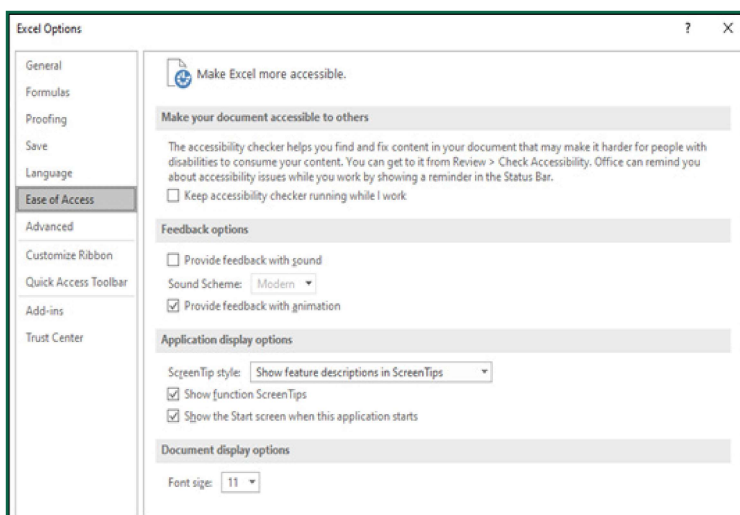 Excel Options
?
X
General
Formulas
Proofing
Save
Language
Ease of Access
Advanced
Customize Ribbon
Quick Access Toolbar
Add-ins
Trust Center
Make Excel more accessible.
Make your document accessible to others
The accessibility checker helps you find and fix content in your document that may make it harder for people with
disabilities to consume your content. You can get to it from Review > Check Accessibility. Office can remind you
about accessibility issues while you work by showing a reminder in the Status Bar.
Keep accessibility checker running while I work
Feedback options
Provide feedback with sound
Sound Scheme: Modern
Provide feedback with animation
Application display options
ScreenTip style: Show feature descriptions in ScreenTips
Show function ScreenTips
Show the Start screen when this application starts
Document display options
Font size: 11